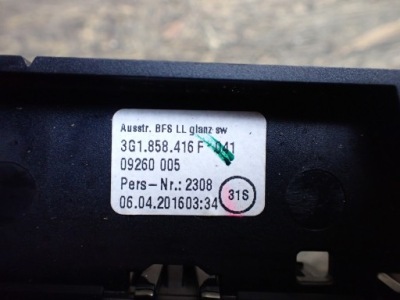 Ausstr. BFS LL glanz sw
3G1.858.416 F 041
09260 005
Pers-Nr.: 2308
31S
06.04.201603:34